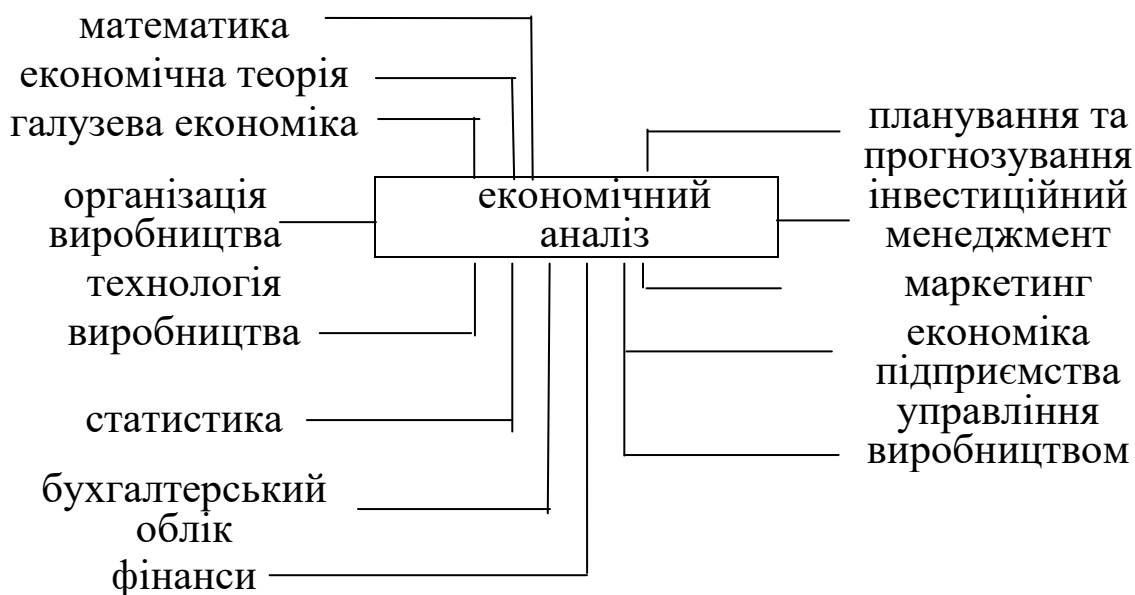 математика
економічна теорія
галузева економіка
організація
виробництва
технологія
виробництва
статистика
бухгалтерський
облік
фінанси
економічний
аналіз
планування та
прогнозування
інвестиційний
менеджмент
маркетинг
економіка
підприємства
управління
виробництвом